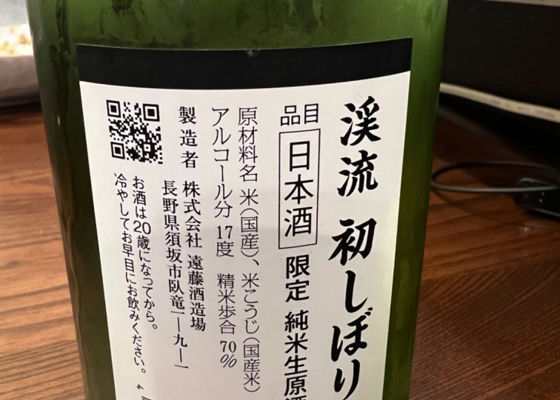 渓流 初しぼり
品目 日本酒 限定 純米生原酒
原材料名 米(国産)、米こうじ(国産米)
アルコール分 17度 精米歩合 70%
製造者 株式会社 遠藤酒造場
長野県須坂市臥竜一ー九ー一
お酒は20歳になってから。
冷やしてお早目にお飲みください。